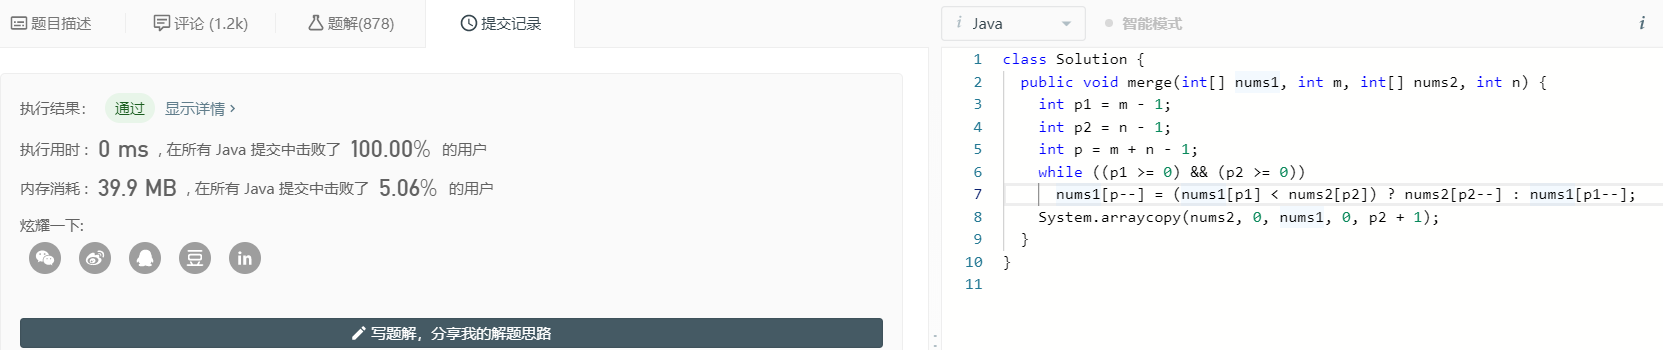 题目描述
评论 (1.2k)
题解(878)
提交记录
执行结果：
通过
显示详情 ›
执行用时 : 0 ms , 在所有 Java 提交中击败了 100.00% 的用户
内存消耗 : 39.9 MB , 在所有 Java 提交中击败了 5.06% 的用户
炫耀一下:
in
写题解，分享我的解题思路
i Java
智能模式
i
1 class Solution {
2 public void merge(int[] nums1, int m, int[] nums2, int n) {
3 int p1 = m - 1;
4 int p2 = n - 1;
5 int p = m + n - 1;
6 while ((p1 >= 0) && (p2 >= 0))
7 nums1[p--] = (nums1[p1] < nums2[p2]) ? nums2[p2--] : nums1[p1--];
8 System.arraycopy(nums2, 0, nums1, 0, p2 + 1);
9 }
10 }
11